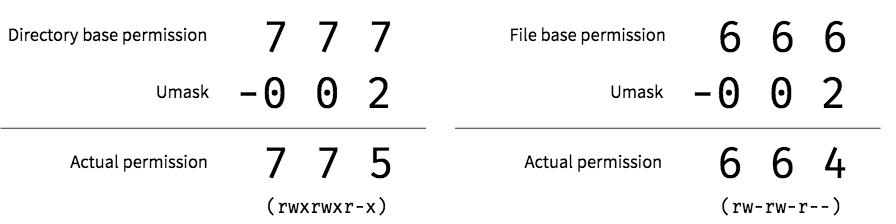 Directory base permission 7 7 7
Umask -0 0 2
Actual permission 7 7 5
(rwxrwxr-x)
File base permission 6 6 6
Umask -0 0 2
Actual permission 6 6 4
(rw-rw-r--)